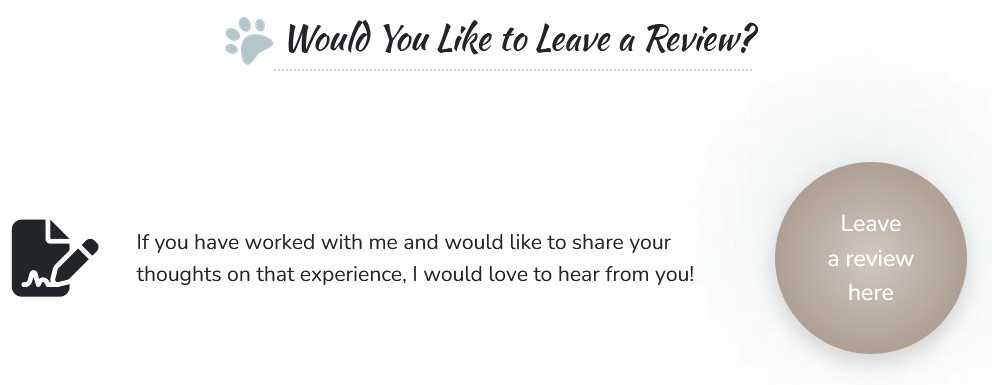 Would You Like to Leave a Review?
If you have worked with me and would like to share your
thoughts on that experience, I would love to hear from you!
Leave
a review
here